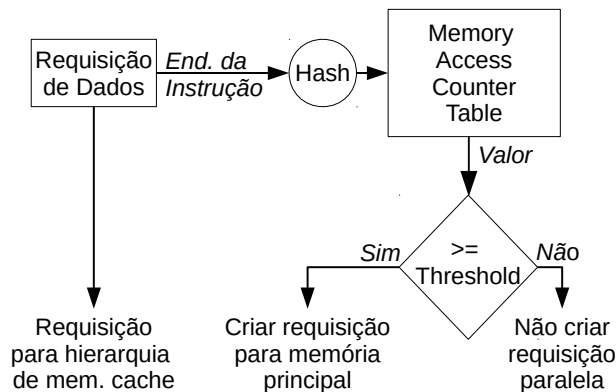 Requisição
de Dados
End. da
Instrução
Hash
Memory
Access
Counter
Table
Valor
>=
Threshold
Sim
Não
Requisição
para hierarquia
de mem. cache
Criar requisição
para memória
principal
Não criar
requisição
paralela